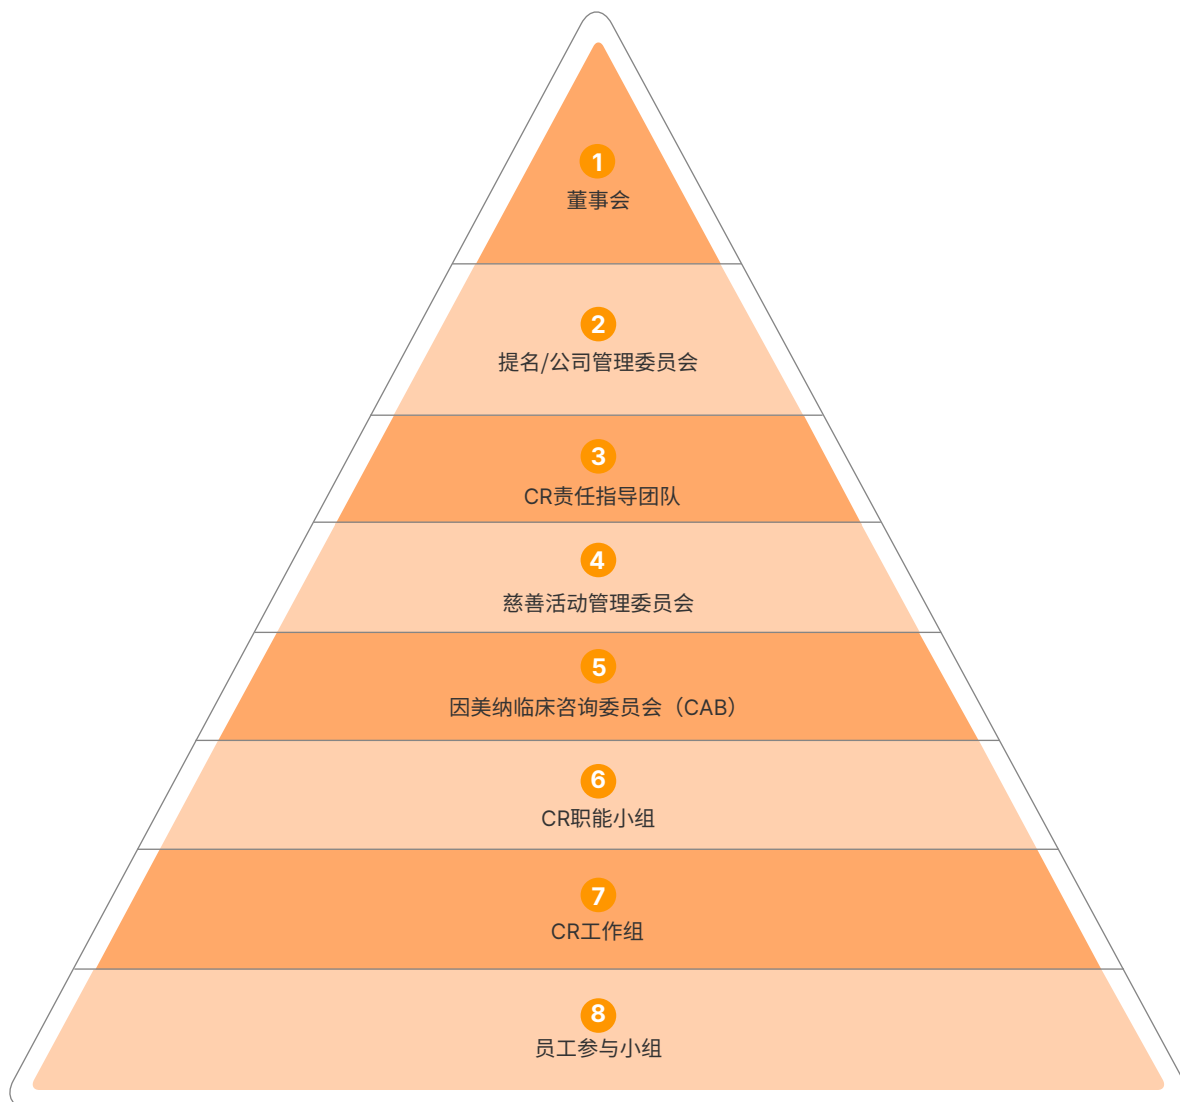 1
董事会
2
提名/公司管理委员会
3
CR责任指导团队
4
慈善活动管理委员会
5
因美纳临床咨询委员会（CAB）
6
CR职能小组
7
CR工作组
8
员工参与小组